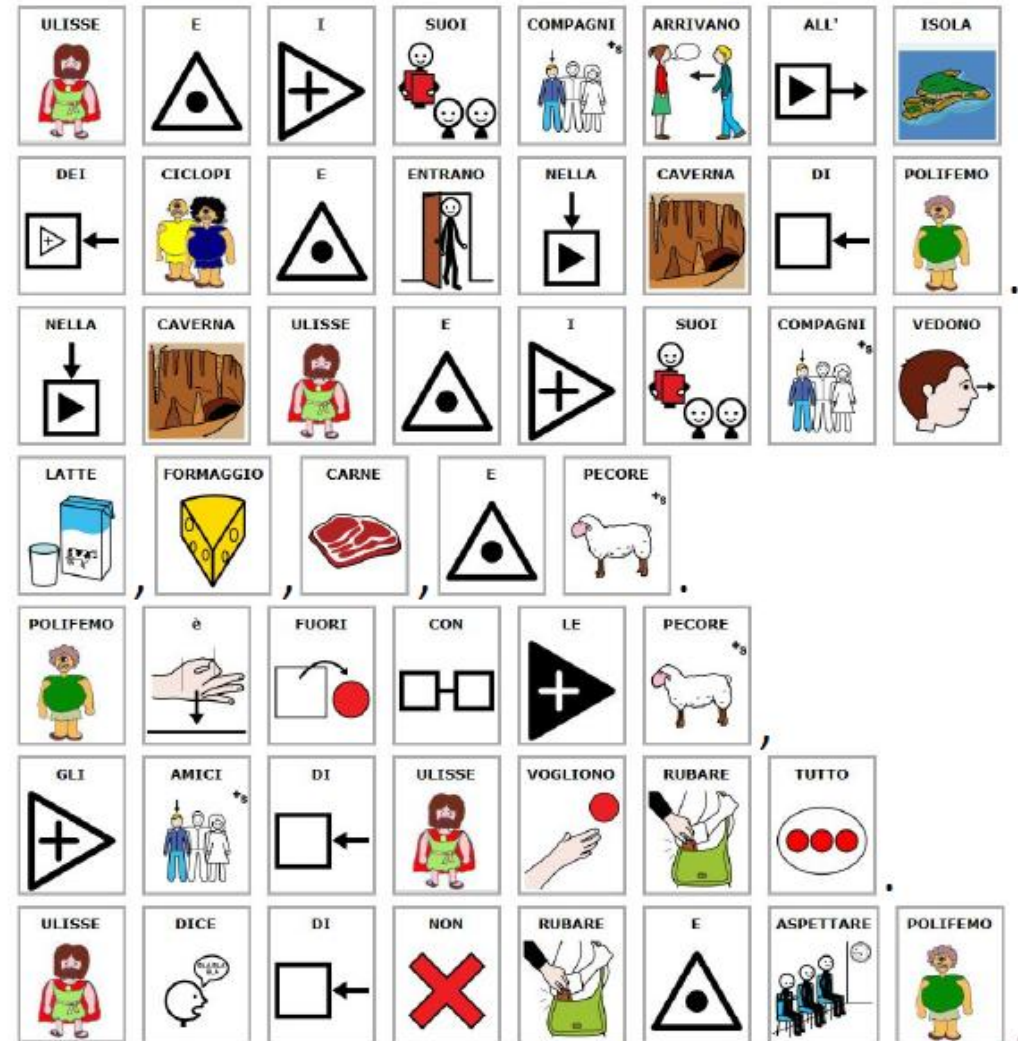 ULISSE E I SUOI COMPAGNI +s ARRIVANO ALL' ISOLA
DEI CICLOPI E ENTRANO NELLA CAVERNA DI POLIFEMO .
NELLA CAVERNA ULISSE E I SUOI COMPAGNI +s VEDONO
LATTE , FORMAGGIO , CARNE , E PECORE +s .
POLIFEMO è FUORI CON LE PECORE +s ,
GLI AMICI +s DI ULISSE VOGLIONO RUBARE TUTTO .
ULISSE DICE DI NON RUBARE E ASPETTARE POLIFEMO .